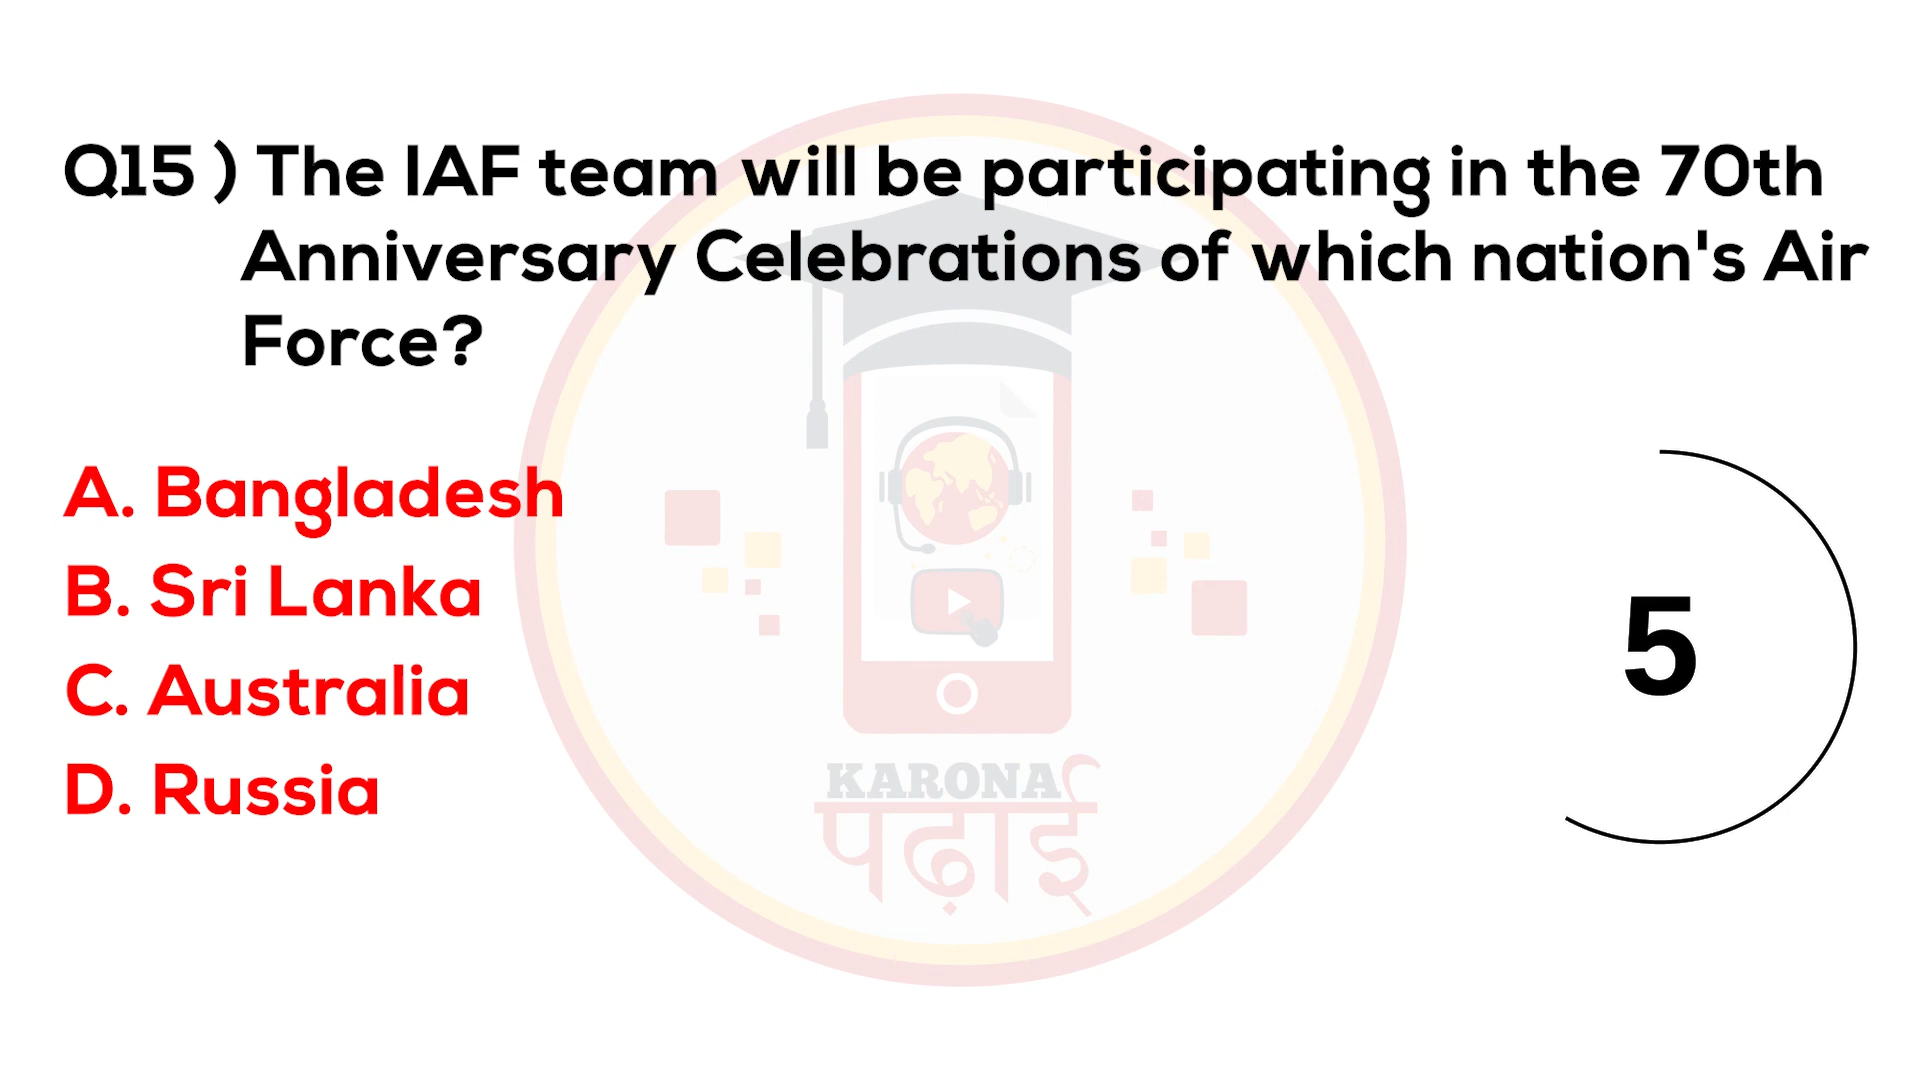 Q15 ) The IAF team will be participating in the 70th
Anniversary Celebrations of which nation's Air
Force?
A. Bangladesh
B. Sri Lanka
C. Australia
D. Russia
5
KARONA
पढ़ाई